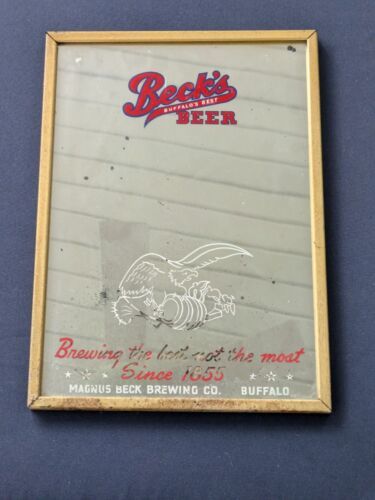 Beck's
BUFFALO'S BEST
BEER
Brewing the best not the most
Since 1855
MAGNUS BECK BREWING CO. BUFFALO